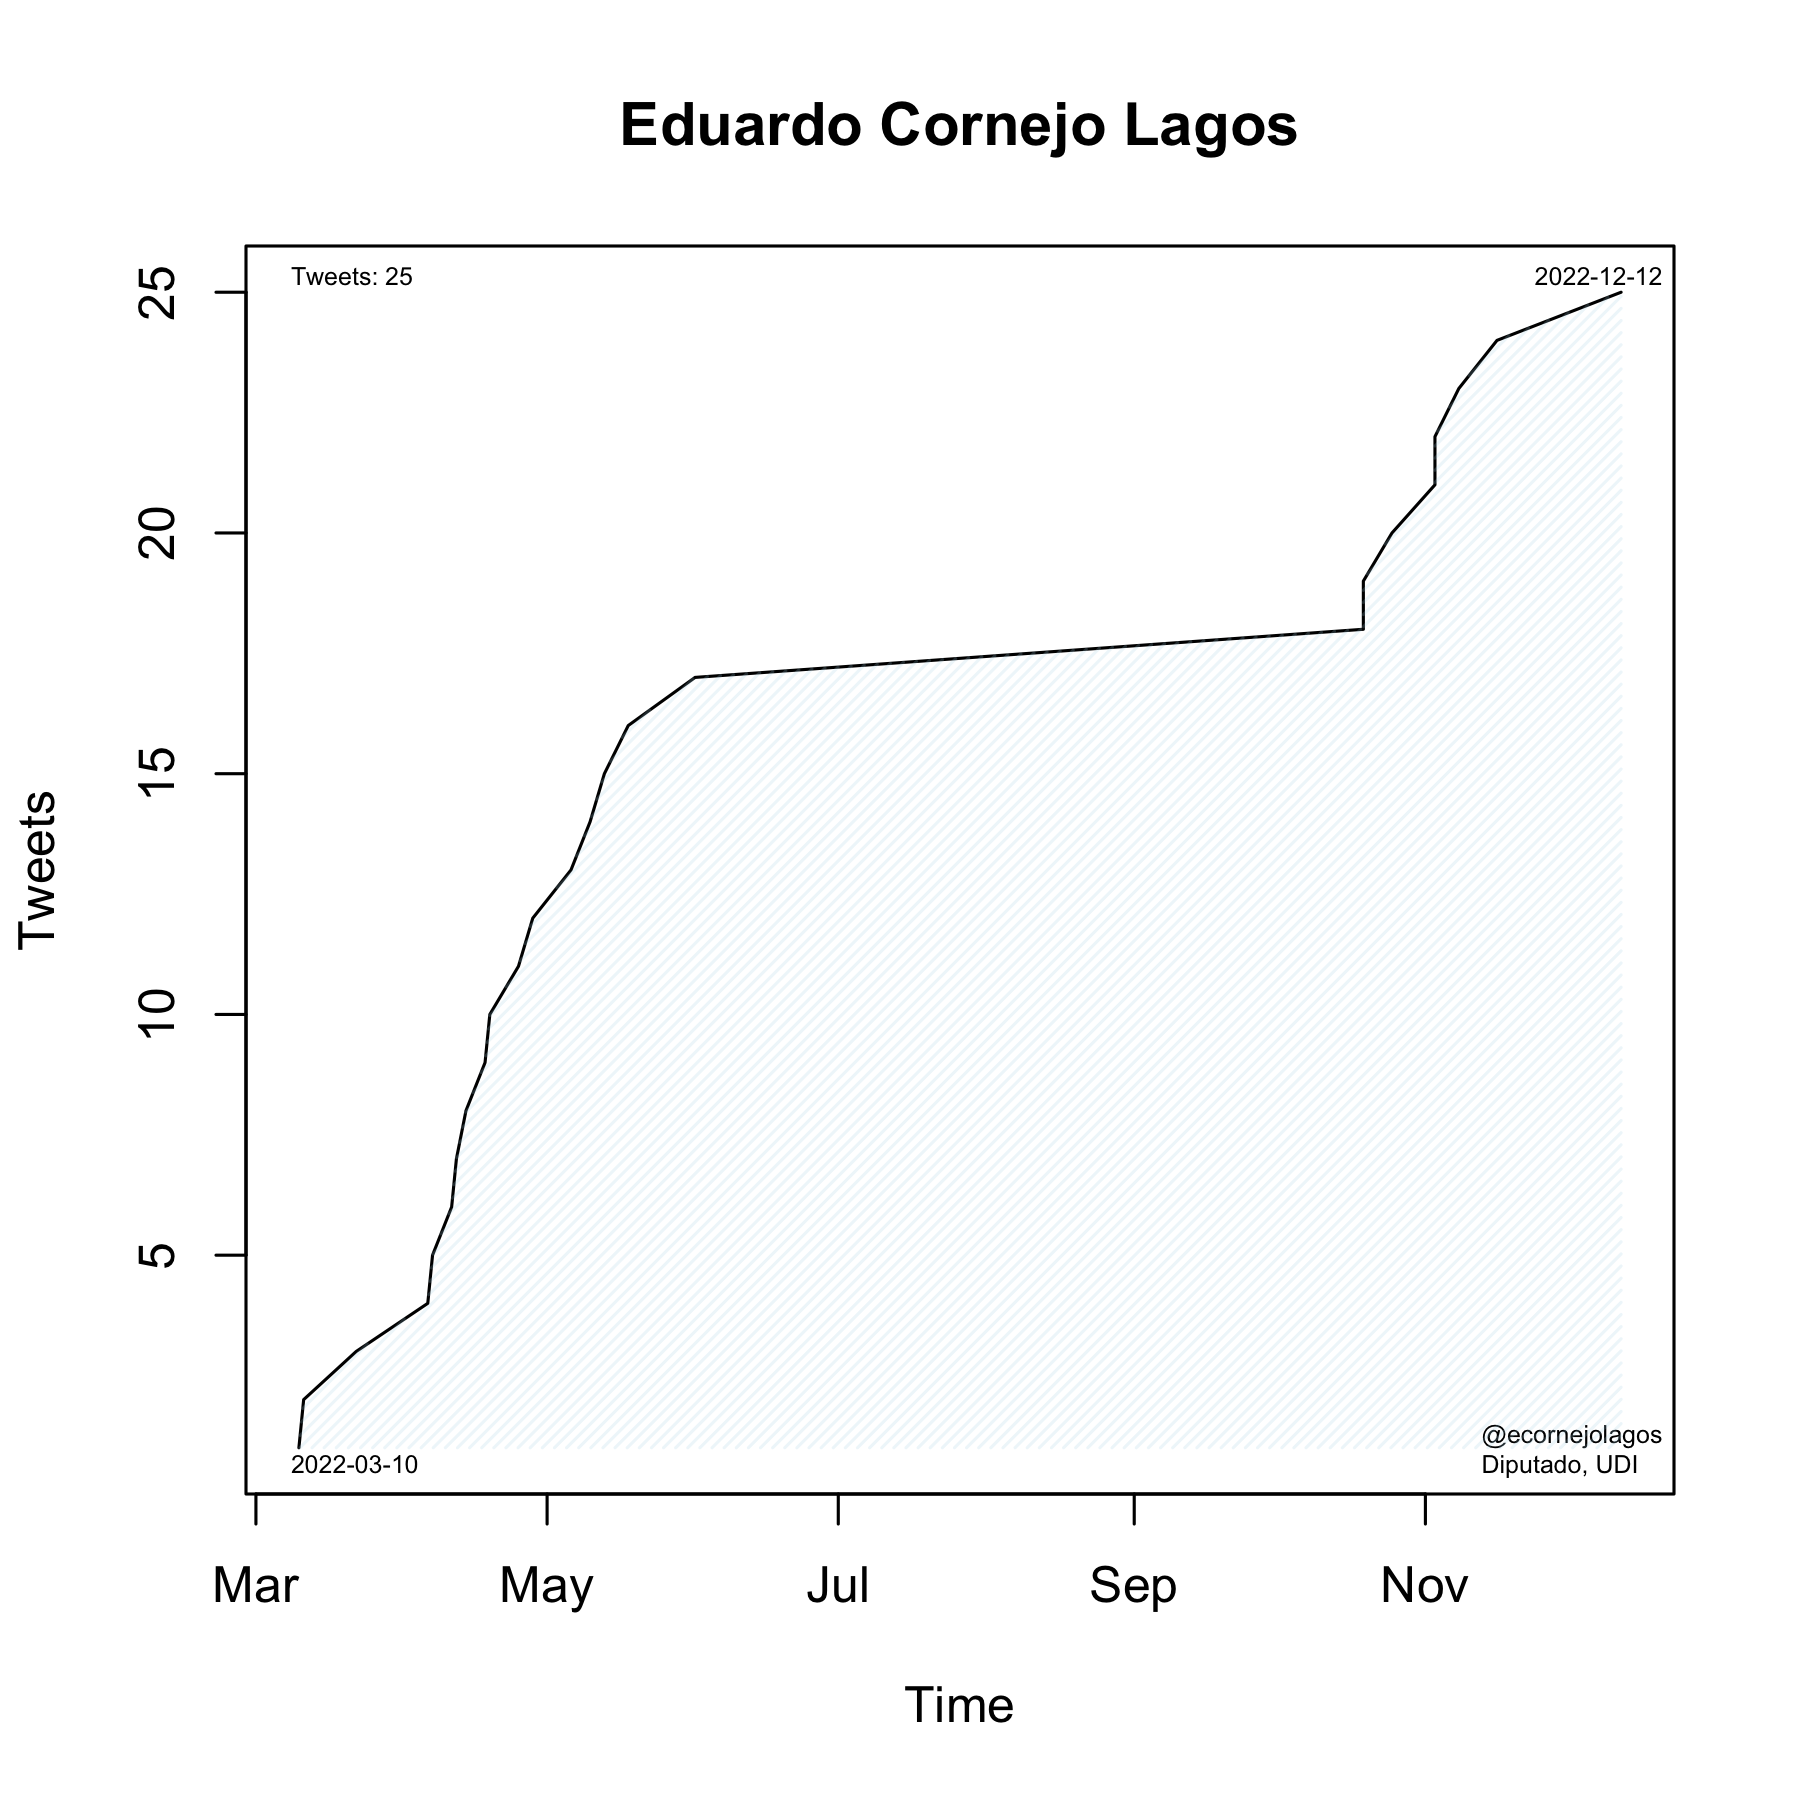 Eduardo Cornejo Lagos
Tweets: 25
2022-12-12
25
20
15
10
5
Tweets
@ecornejolagos
Diputado, UDI
2022-03-10
Mar
May
Jul
Sep
Nov
Time